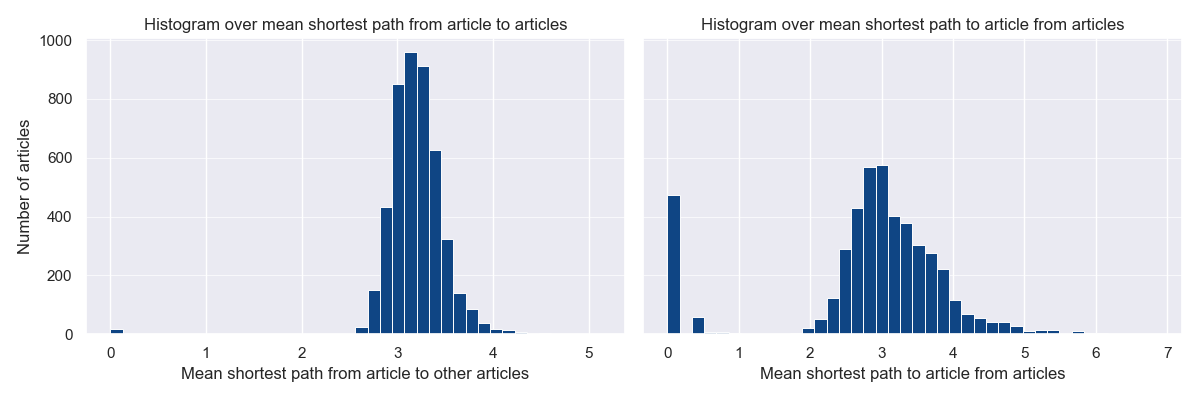 Histogram over mean shortest path from article to articles
Histogram over mean shortest path to article from articles
Number of articles
1000
800
600
400
200
0
0 1 2 3 4 5
0 1 2 3 4 5 6 7
Mean shortest path from article to other articles
Mean shortest path to article from articles